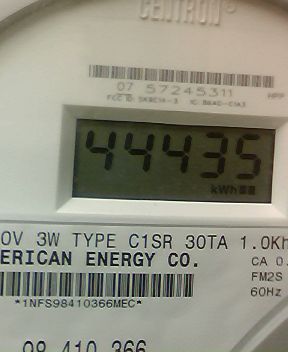 CENTRON®
07 57245311
44435
kWh
0V 3W TYPE C1SR 30TA 1.0Kh
ERICAN ENERGY CO.
CA 0.
FM2S
*1NFS98410366MEC*
60Hz
98 410 366